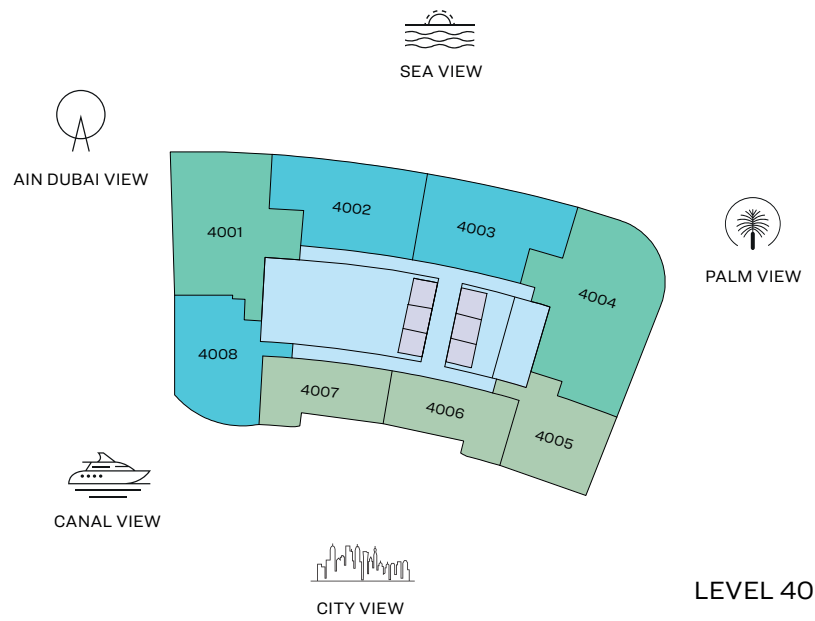 SEA VIEW
AIN DUBAI VIEW
4001
4002
4003
4004
PALM VIEW
4008
4007
4006
4005
CANAL VIEW
CITY VIEW
LEVEL 40